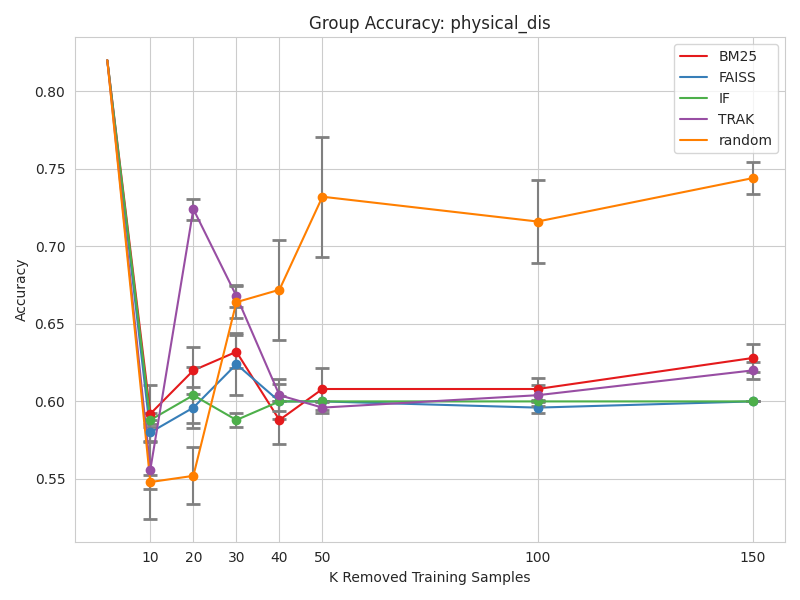 Group Accuracy: physical_dis
BM25
FAISS
IF
TRAK
random
Accuracy
0.80
0.75
0.70
0.65
0.60
0.55
10 20 30 40 50 100 150
K Removed Training Samples